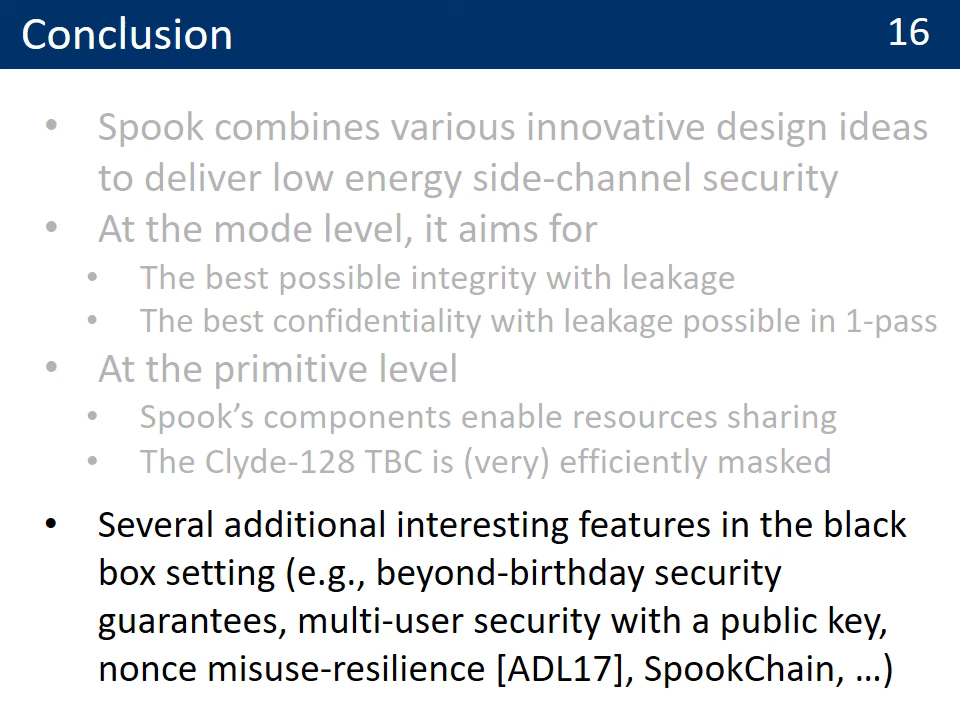 Conclusion 16
• Spook combines various innovative design ideas
to deliver low energy side-channel security
• At the mode level, it aims for
• The best possible integrity with leakage
• The best confidentiality with leakage possible in 1-pass
• At the primitive level
• Spook’s components enable resources sharing
• The Clyde-128 TBC is (very) efficiently masked
• Several additional interesting features in the black
box setting (e.g., beyond-birthday security
guarantees, multi-user security with a public key,
nonce misuse-resilience [ADL17], SpookChain, …)